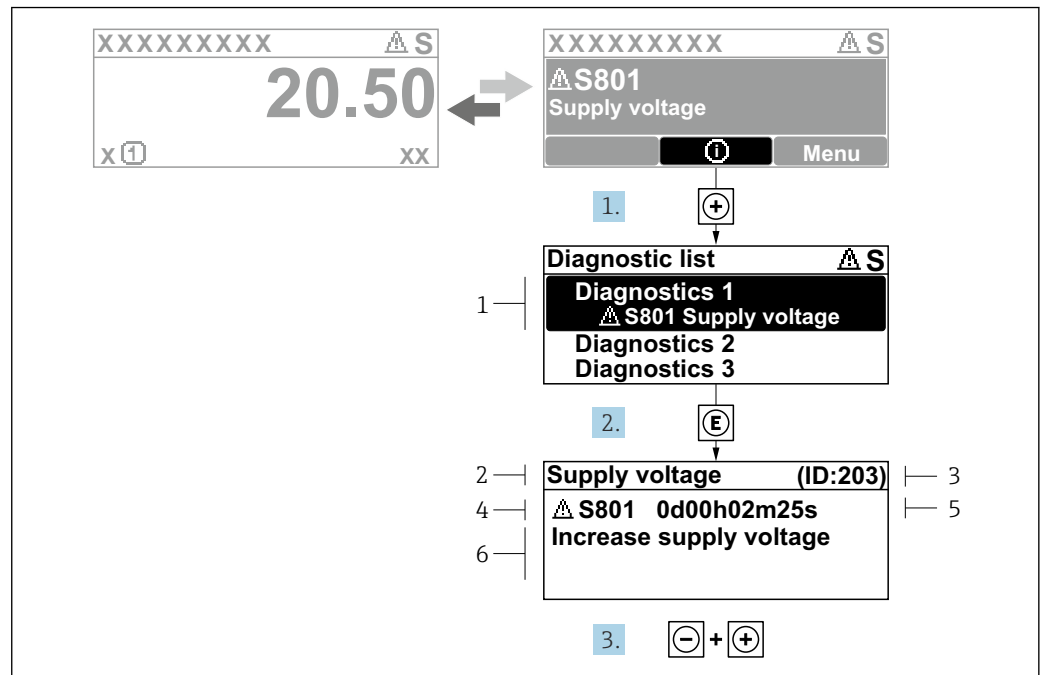 XXXXXXXXX ⚠ S
20.50
X ① XX
XXXXXXXXX ⚠ S
⚠ S801
Supply voltage
ⓘ Menu
1. +
Diagnostic list ⚠ S
1
Diagnostics 1
⚠ S801 Supply voltage
Diagnostics 2
Diagnostics 3
2. E
2 Supply voltage (ID:203) 3
4 ⚠ S801 0d00h02m25s 5
6 Increase supply voltage
3. - + +